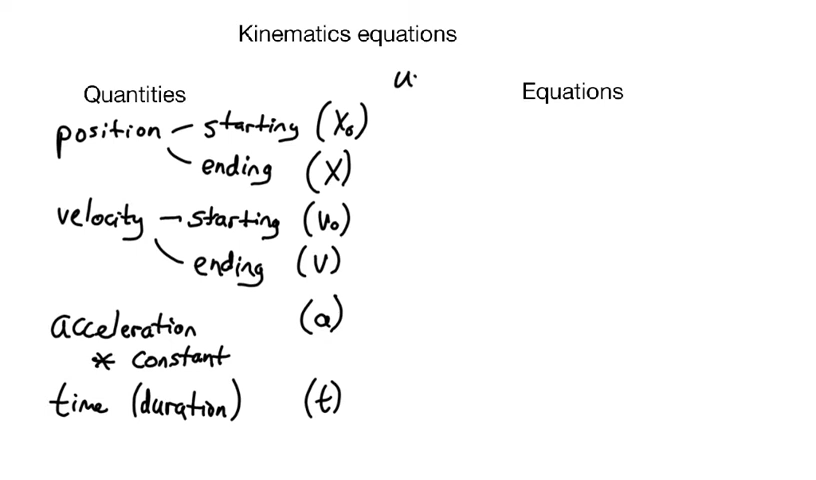 Kinematics equations
Quantities
Equations
position – starting (x₀)
ending (x)
velocity – starting (v₀)
ending (v)
acceleration (a)
* constant
time (duration) (t)